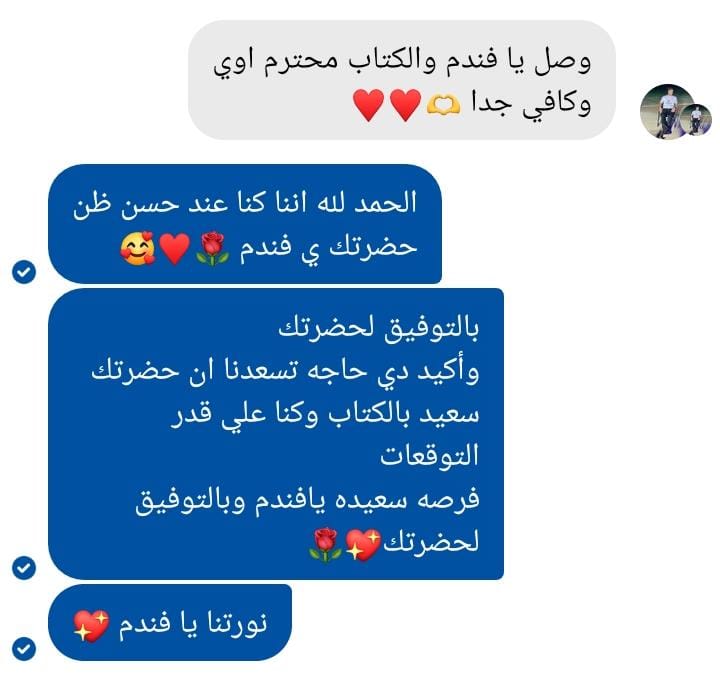 وصل يا فندم والكتاب محترم اوي
وكافي جدا 🫶❤️❤️
الحمد لله اننا كنا عند حسن ظن
حضرتك ي فندم 🌹❤️🥰
بالتوفيق لحضرتك
وأكيد دي حاجه تسعدنا ان حضرتك
سعيد بالكتاب وكنا علي قدر
التوقعات
فرصه سعيده يافندم وبالتوفيق
لحضرتك💖🌹
نورتنا يا فندم 💖